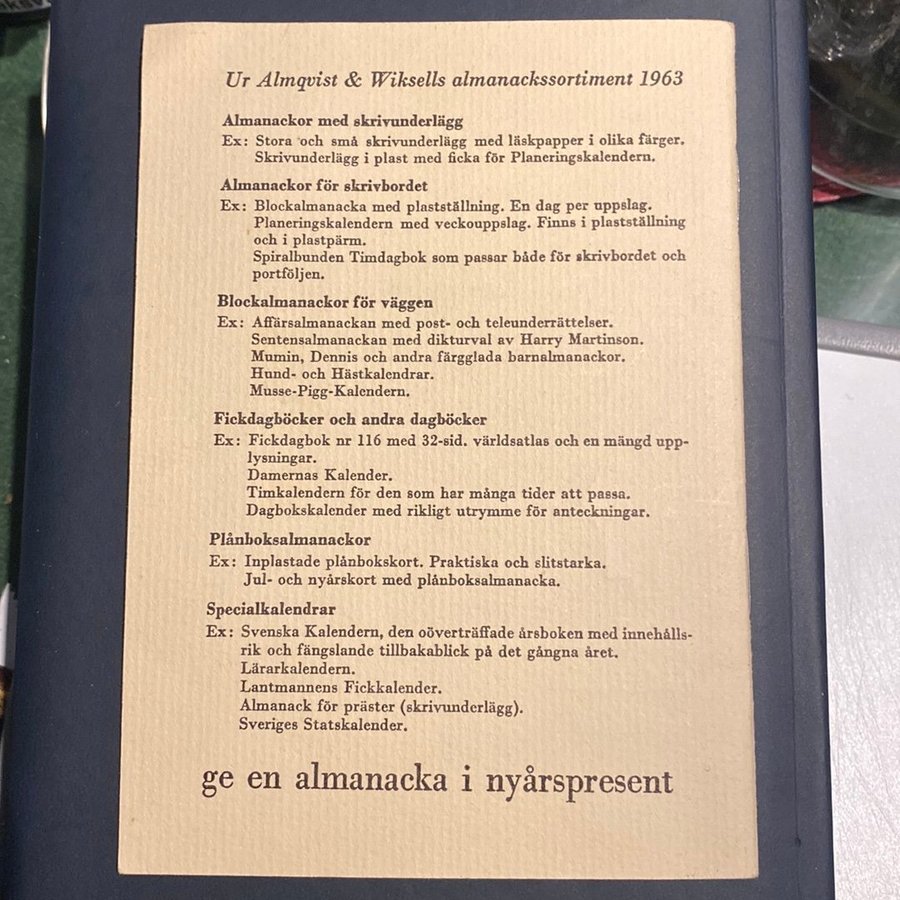 Ur Almqvist & Wiksells almanackssortiment 1963
Almanackor med skrivunderlägg
Ex: Stora och små skrivunderlägg med läskpapper i olika färger.
Skrivunderlägg i plast med ficka för Planeringskalendern.
Almanackor för skrivbordet
Ex: Blockalmanacka med plastställning. En dag per uppslag.
Planeringskalendern med veckouppslag. Finns i plastställning
och i plastpärm.
Spiralbunden Timdagbok som passar både för skrivbordet och
portföljen.
Blockalmanackor för väggen
Ex: Affärsalmanackan med post- och teleunderrättelser.
Sentensalmanackan med dikturval av Harry Martinson.
Mumin, Dennis och andra färgglada barnalmanackor.
Hund- och Hästkalendrar.
Musse-Pigg-Kalendern.
Fickdagböcker och andra dagböcker
Ex: Fickdagbok nr 116 med 32-sid. världsatlas och en mängd upp-
lysningar.
Damernas Kalender.
Timkalendern för den som har många tider att passa.
Dagbokskalender med rikligt utrymme för anteckningar.
Plånboksalmanackor
Ex: Inplastade plånbokskort. Praktiska och slitstarka.
Jul- och nyårskort med plånboksalmanacka.
Specialkalendrar
Ex: Svenska Kalendern, den oöverträffade årsboken med innehålls-
rik och fängslande tillbakablick på det gångna året.
Lärarkalendern.
Lantmannens Fickkalender.
Almanack för präster (skrivunderlägg).
Sveriges Statskalender.
ge en almanacka i nyårspresent